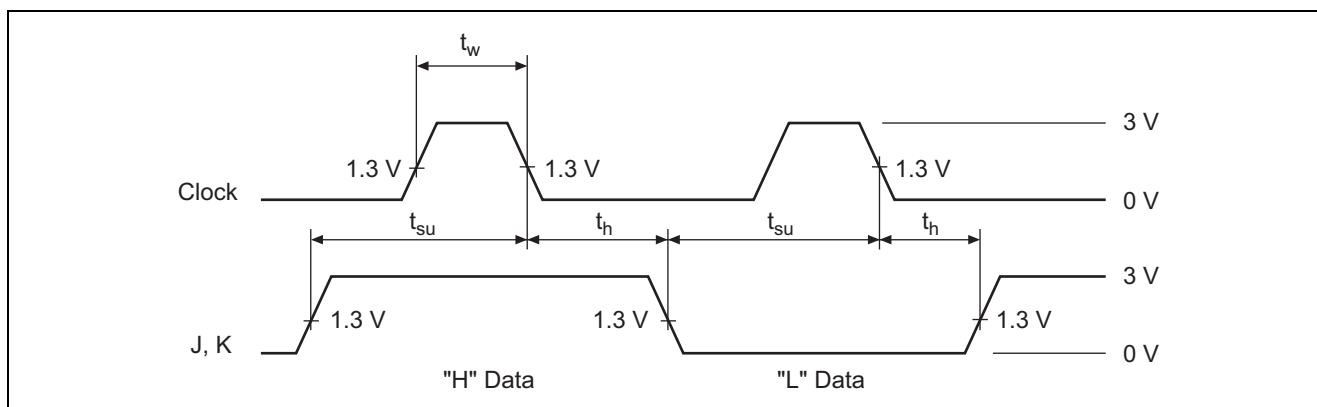 t_w
3 V
1.3 V
1.3 V
1.3 V
Clock
0 V
t_su
t_h
t_su
t_h
3 V
1.3 V
1.3 V
1.3 V
J, K
0 V
"H" Data
"L" Data